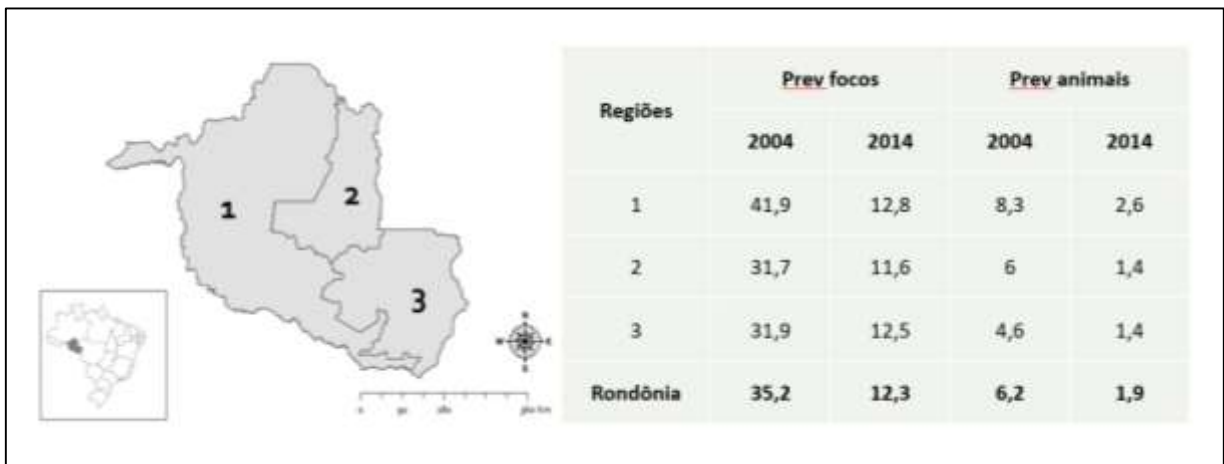 1
2
3
Regiões Prev focos Prev animais
2004 2014 2004 2014
1 41,9 12,8 8,3 2,6
2 31,7 11,6 6 1,4
3 31,9 12,5 4,6 1,4
Rondônia 35,2 12,3 6,2 1,9